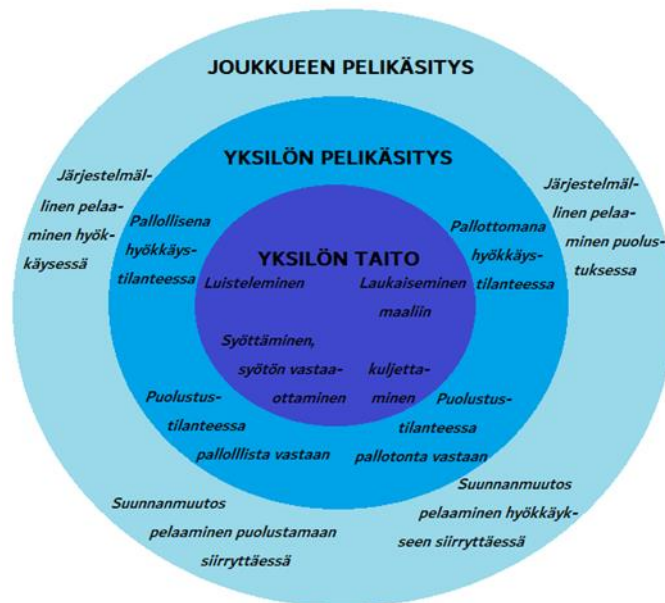 JOUKKUEEN PELIKÄSITYS
YKSILÖN PELIKÄSITYS
Järjestelmäl-
linen pelaa-
minen hyök-
käysessä
Pallollisena
hyökkäys-
tilanteessa
Pallottomana
hyökkäys-
tilanteessa
Järjestelmäl-
linen pelaa-
minen puolus-
tuksessa
YKSILÖN TAITO
Luisteleminen
Laukaiseminen
maaliin
Syöttäminen,
syötön vastaa-
ottaminen
kuljetta-
minen
Puolustus-
tilanteessa
pallolllista vastaan
Puolustus-
tilanteessa
pallotonta vastaan
Suunnanmuutos
pelaaminen puolustamaan
siirryttäessä
Suunnanmuutos
pelaaminen hyökkäyk-
seen siirryttäessä